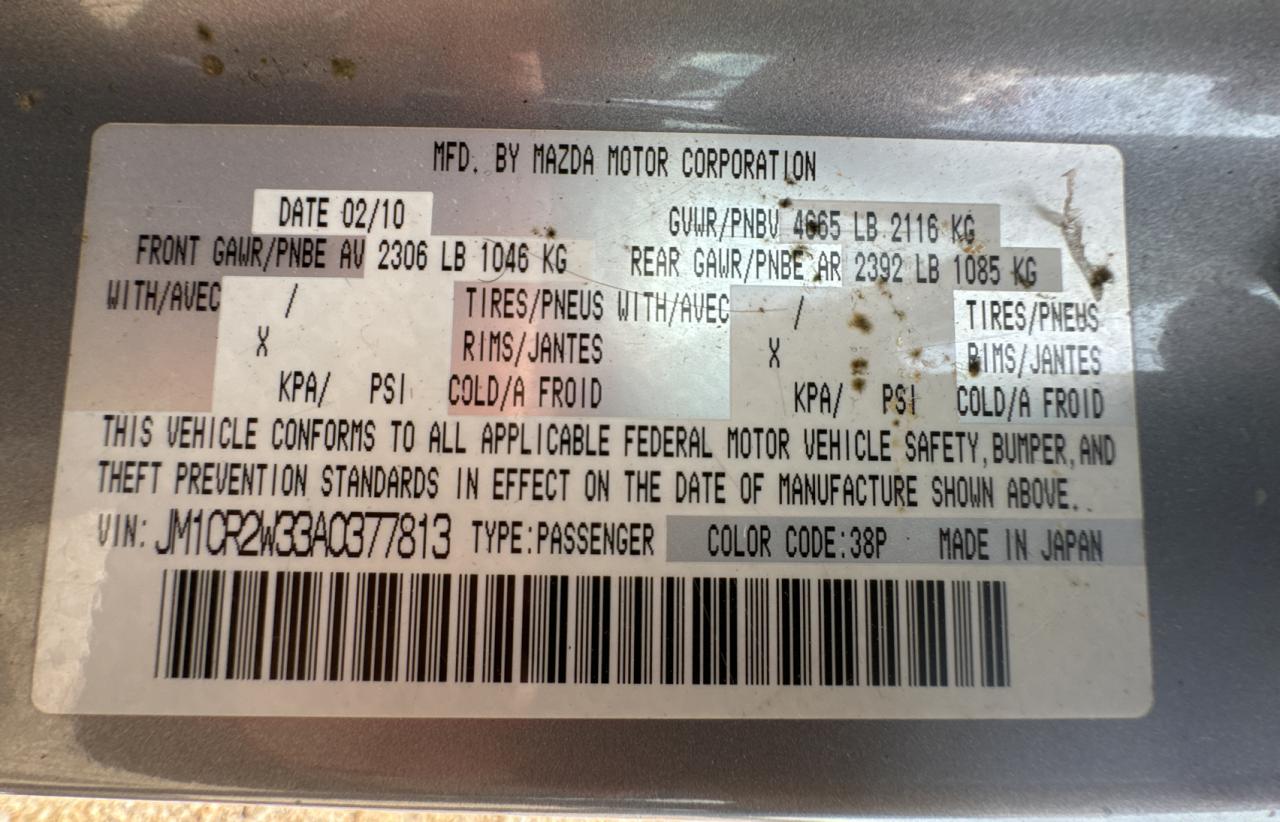 MFD. BY MAZDA MOTOR CORPORATION
DATE 02/10 GVWR/PNBV 4665 LB 2116 KG
FRONT GAWR/PNBE AV 2306 LB 1046 KG REAR GAWR/PNBE AR 2392 LB 1085 KG
WITH/AVEC / TIRES/PNEUS WITH/AVEC / TIRES/PNEUS
X RIMS/JANTES X RIMS/JANTES
KPA/ PSI COLD/A FROID KPA/ PSI COLD/A FROID
THIS VEHICLE CONFORMS TO ALL APPLICABLE FEDERAL MOTOR VEHICLE SAFETY, BUMPER, AND
THEFT PREVENTION STANDARDS IN EFFECT ON THE DATE OF MANUFACTURE SHOWN ABOVE.
VIN: JM1CR2W33A0377813 TYPE:PASSENGER COLOR CODE:38P MADE IN JAPAN